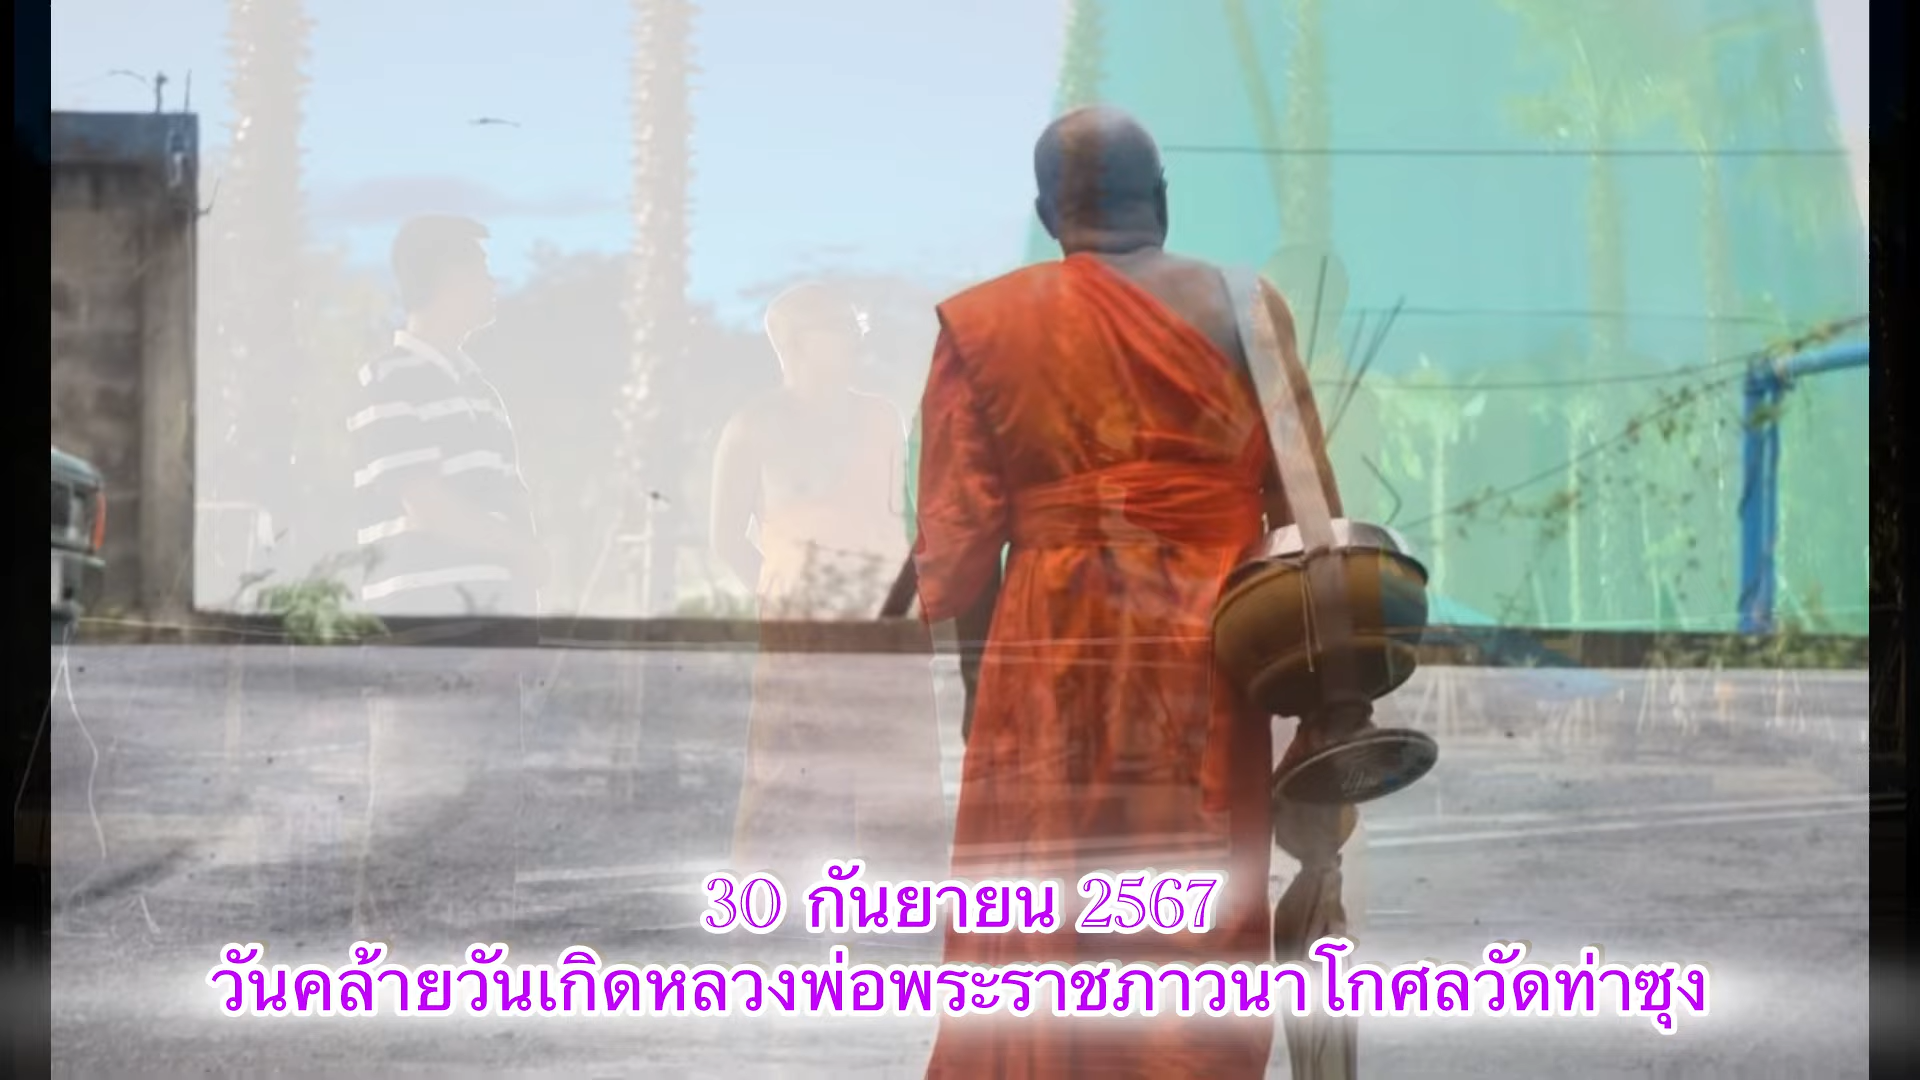 30 กันยายน 2567
วันคล้ายวันเกิดหลวงพ่อพระราชภาวนาโกศลวัดท่าซุง